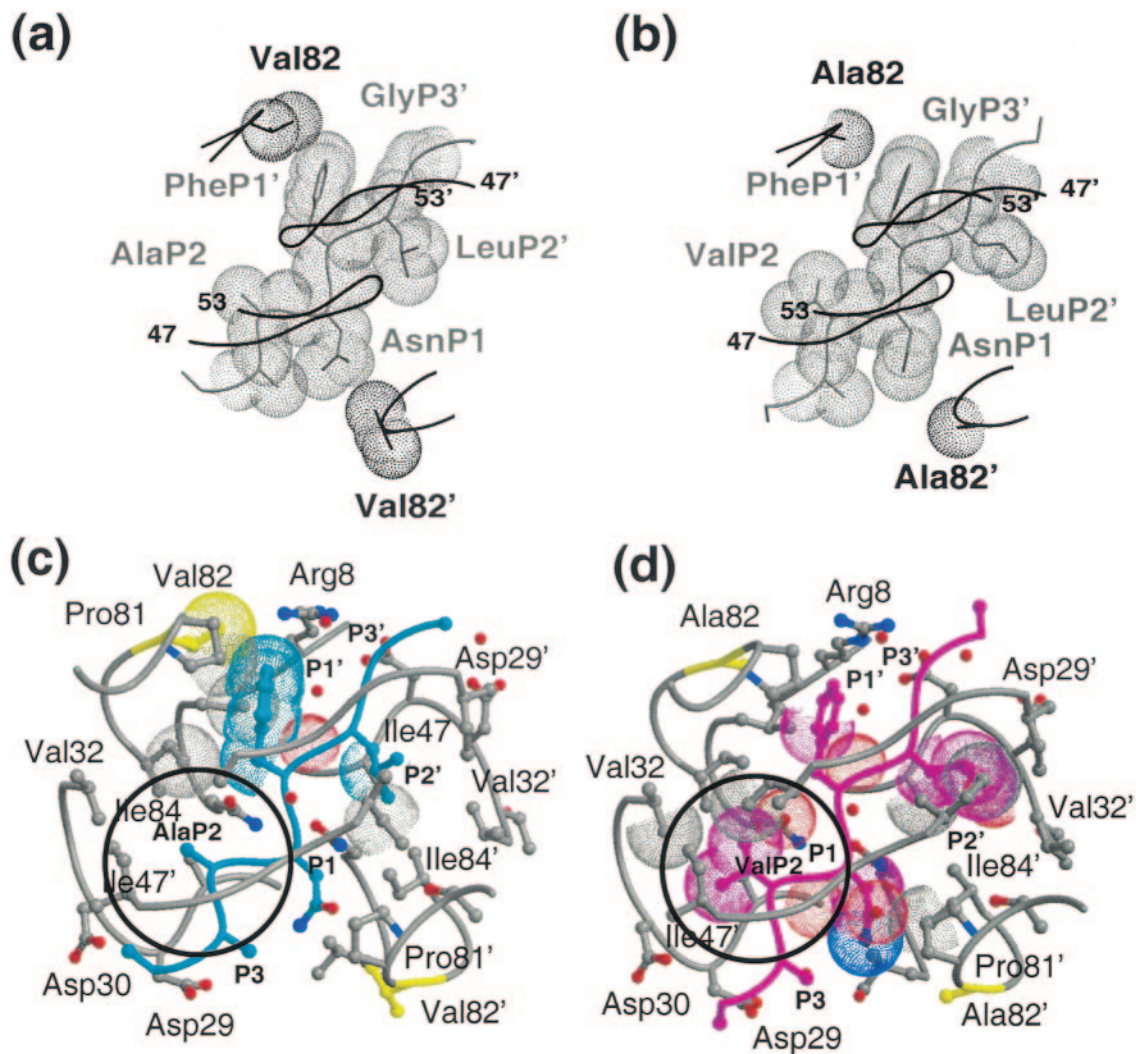 (a)
Val82
GlyP3’
PheP1’
47’
53’
AlaP2
LeuP2’
53
47
AsnP1
Val82’
(b)
Ala82
GlyP3’
PheP1’
47’
53’
ValP2
53
LeuP2’
47
AsnP1
Ala82’
(c)
Val82
Arg8
Pro81
P3’
P1’
Asp29’
Ile47
Val32
P2’
Val32’
Ile84
AlaP2
P1
Ile84’
Ile47’
Pro81’
Asp30
P3
Asp29
Val82’
(d)
Arg8
Ala82
P3’
P1’
Asp29’
Val32
Val32’
P2’
P1
ValP2
Ile84’
Ile47’
Pro81’
Asp30
P3
Asp29
Ala82’